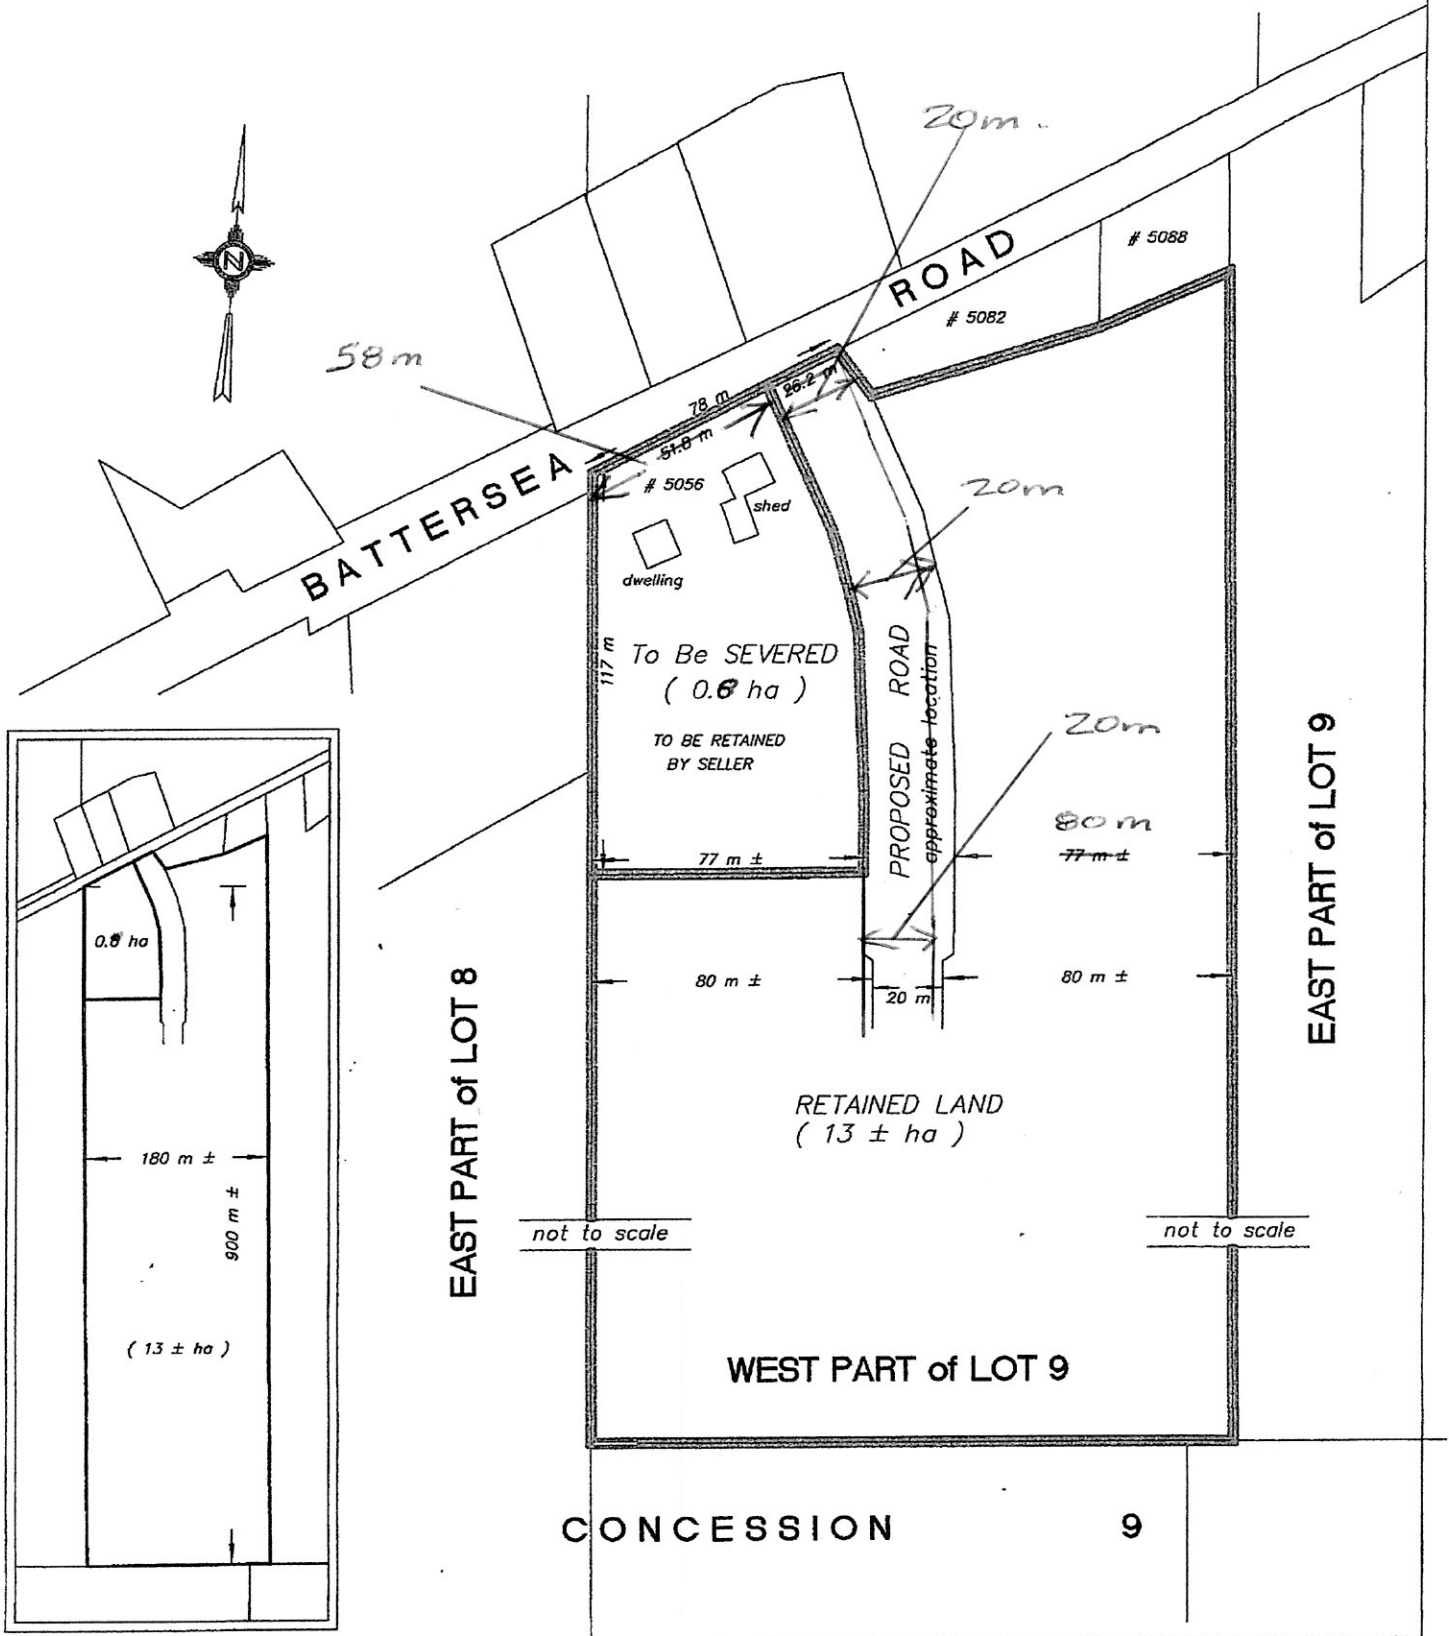 20m.
N
ROAD
# 5088
# 5082
58m
26.2 m
78 m
51.8 m
BATTERSEA
# 5056
shed
20m
dwelling
117 m
To Be SEVERED
( 0.6 ha )
TO BE RETAINED
BY SELLER
PROPOSED ROAD
approximate location
20m
80m
77 m ±
77 m ±
EAST PART of LOT 9
80 m ±
20 m
80 m ±
EAST PART of LOT 8
RETAINED LAND
( 13 ± ha )
not to scale
not to scale
WEST PART of LOT 9
CONCESSION 9
ha
180 m ±
900 m ±
( 13 ± ha )